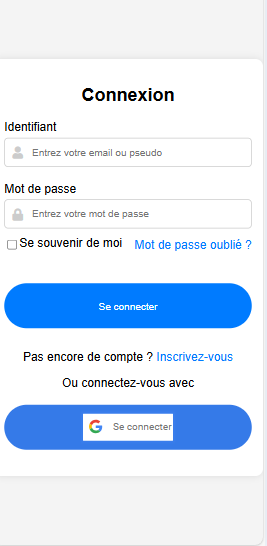 Connexion
Identifiant
Entrez votre email ou pseudo
Mot de passe
Entrez votre mot de passe
Se souvenir de moi Mot de passe oublié ?
Se connecter
Pas encore de compte ? Inscrivez-vous
Ou connectez-vous avec
Se connecter